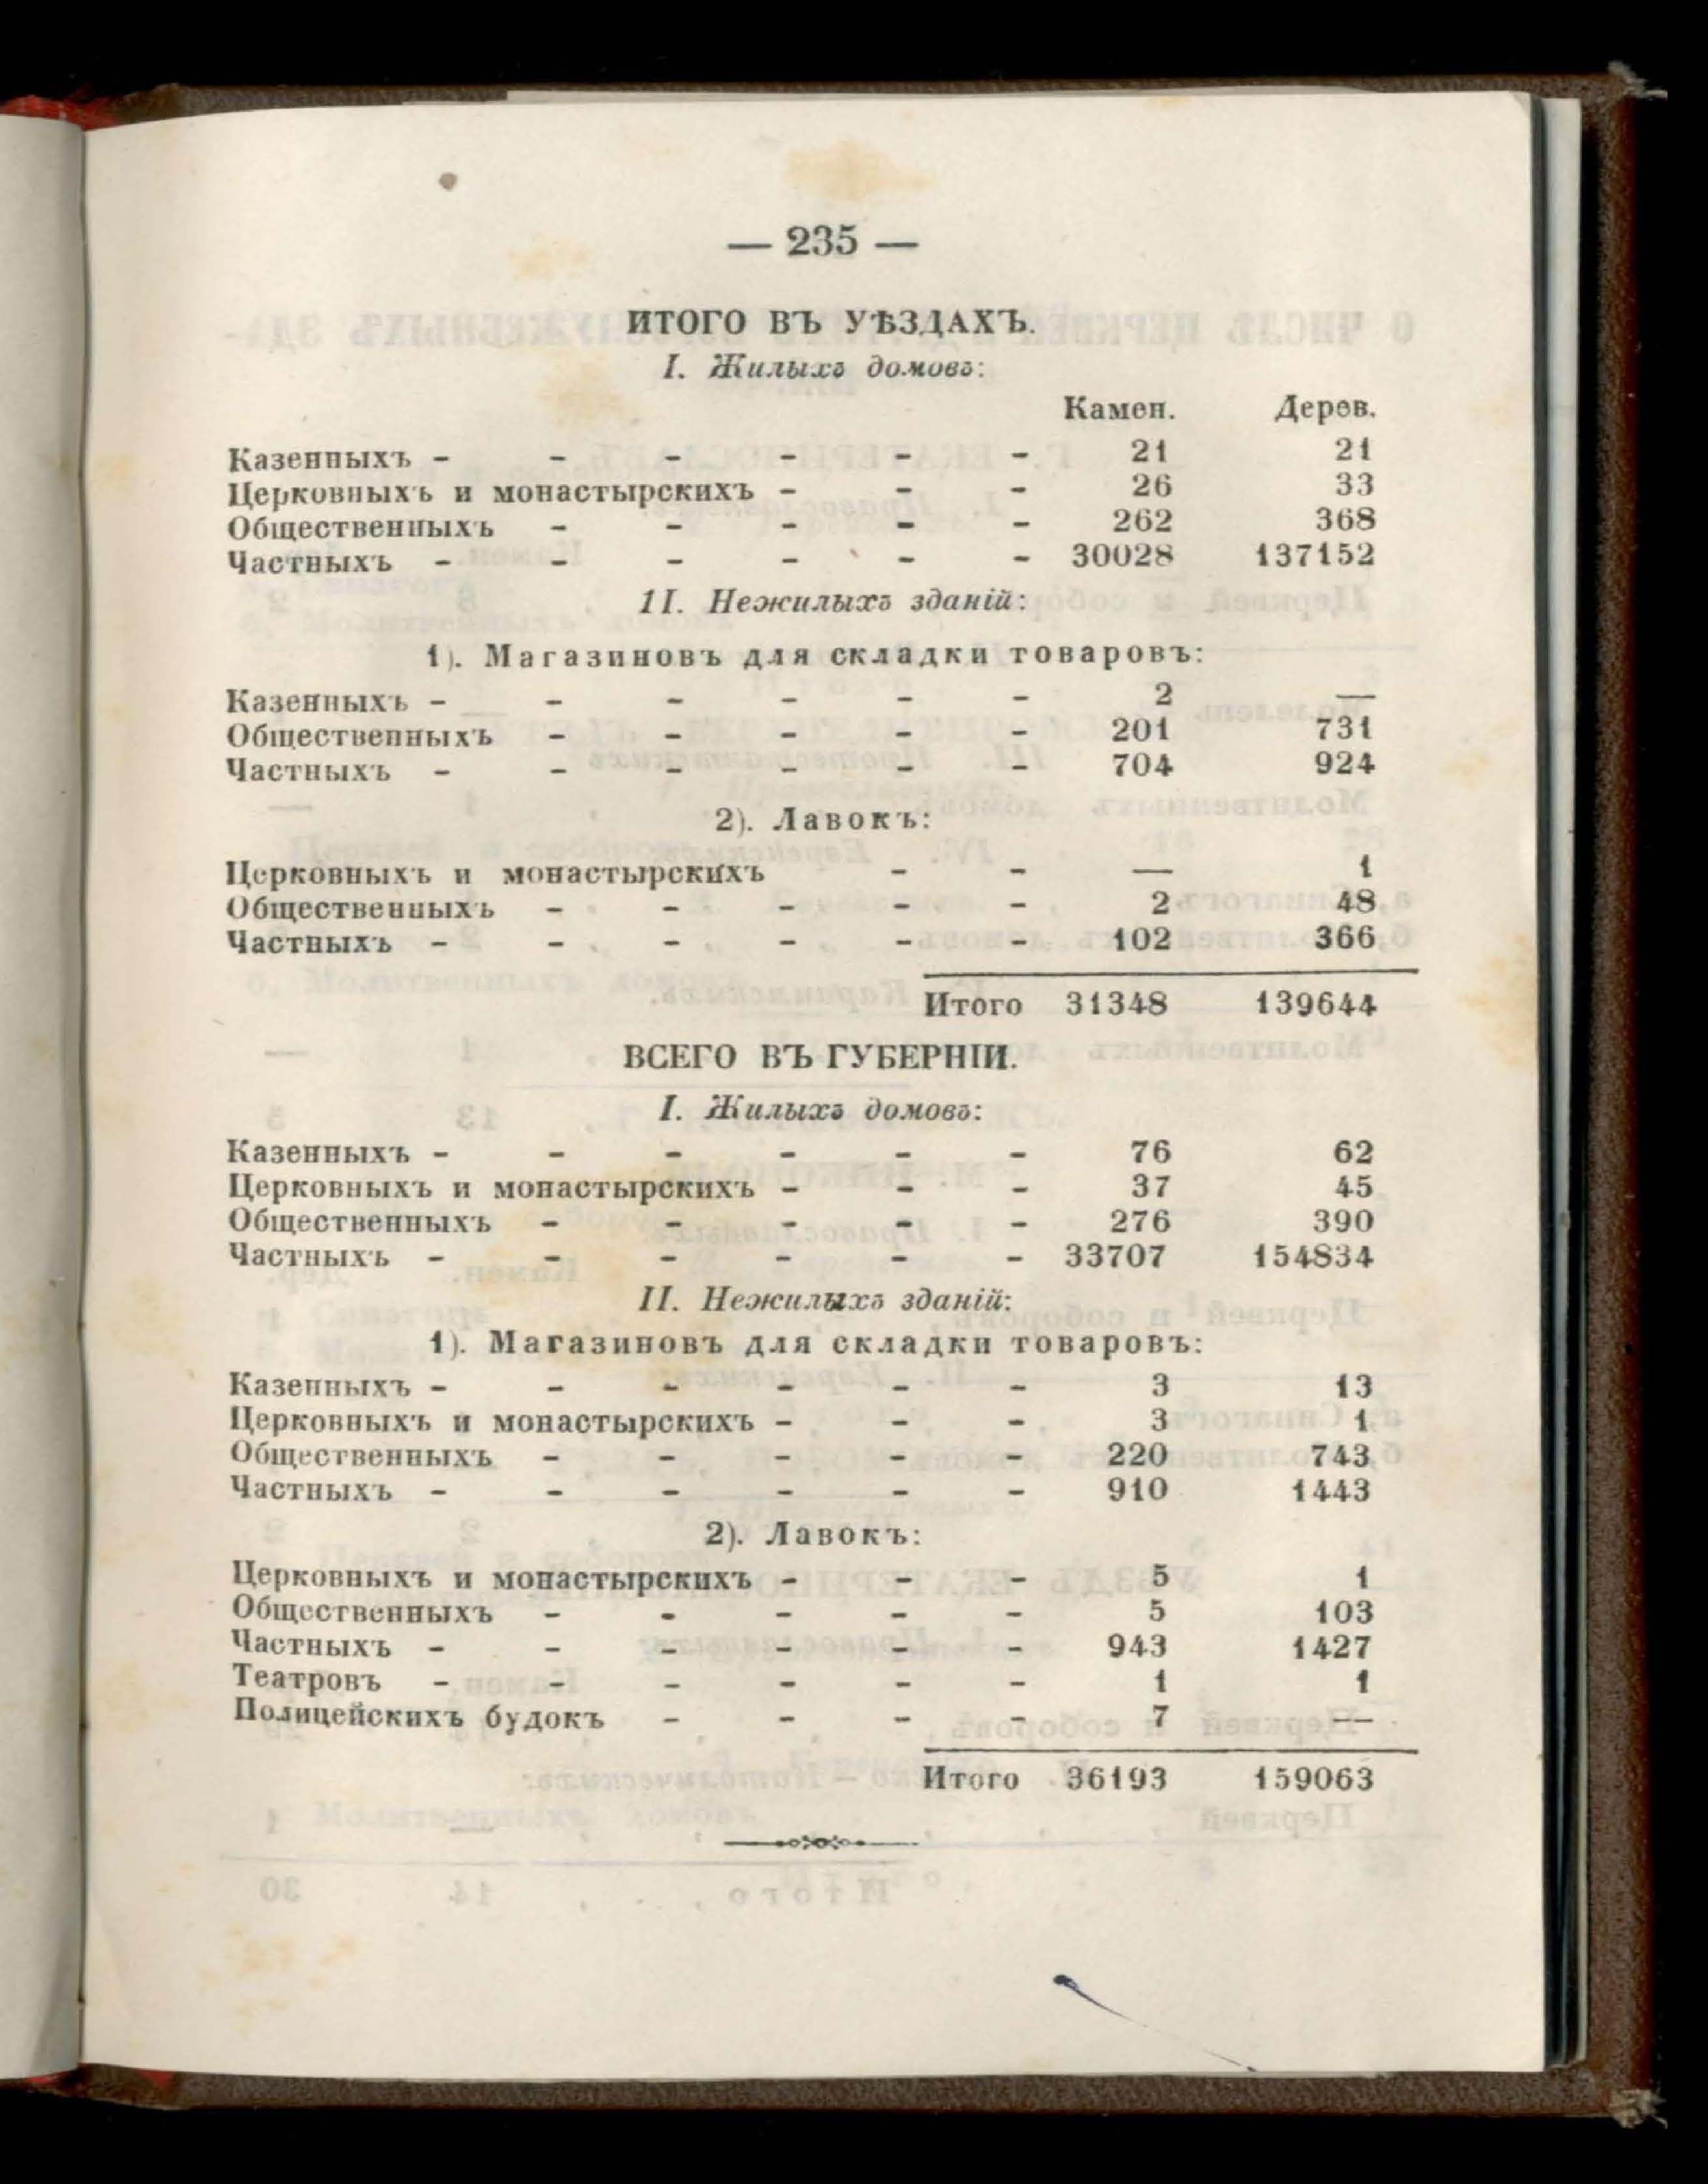 — 235 —
ИТОГО ВЪ УѢЗДАХЪ.
I. Жилыхъ домовъ:
Камен. Дерев.
Казенныхъ - - - - - - 21 21
Церковныхъ и монастырскихъ - - - 26 33
Общественныхъ - - - - - 262 368
Частныхъ - - - - - - 30028 137152
II. Нежилыхъ зданій:
1). Магазиновъ для складки товаровъ:
Казенныхъ - - - - - - 2 —
Общественныхъ - - - - - 201 731
Частныхъ - - - - - - 704 924
2). Лавокъ:
Церковныхъ и монастырскихъ - - — 1
Общественныхъ - - - - - 2 48
Частныхъ - - - - - - 102 366
Итого 31348 139644
ВСЕГО ВЪ ГУБЕРНІИ.
I. Жилыхъ домовъ:
Казенныхъ - - - - - - 76 62
Церковныхъ и монастырскихъ - - - 37 45
Общественныхъ - - - - - 276 390
Частныхъ - - - - - - 33707 154834
II. Нежилыхъ зданій:
1). Магазиновъ для складки товаровъ:
Казенныхъ - - - - - - 3 13
Церковныхъ и монастырскихъ - - - 3 1
Общественныхъ - - - - - 220 743
Частныхъ - - - - - - 910 1443
2). Лавокъ:
Церковныхъ и монастырскихъ - - - 5 1
Общественныхъ - - - - - 5 103
Частныхъ - - - - - - 943 1427
Театровъ - - - - - - 1 1
Полицейскихъ будокъ - - - - 7 —
Итого 36193 159063